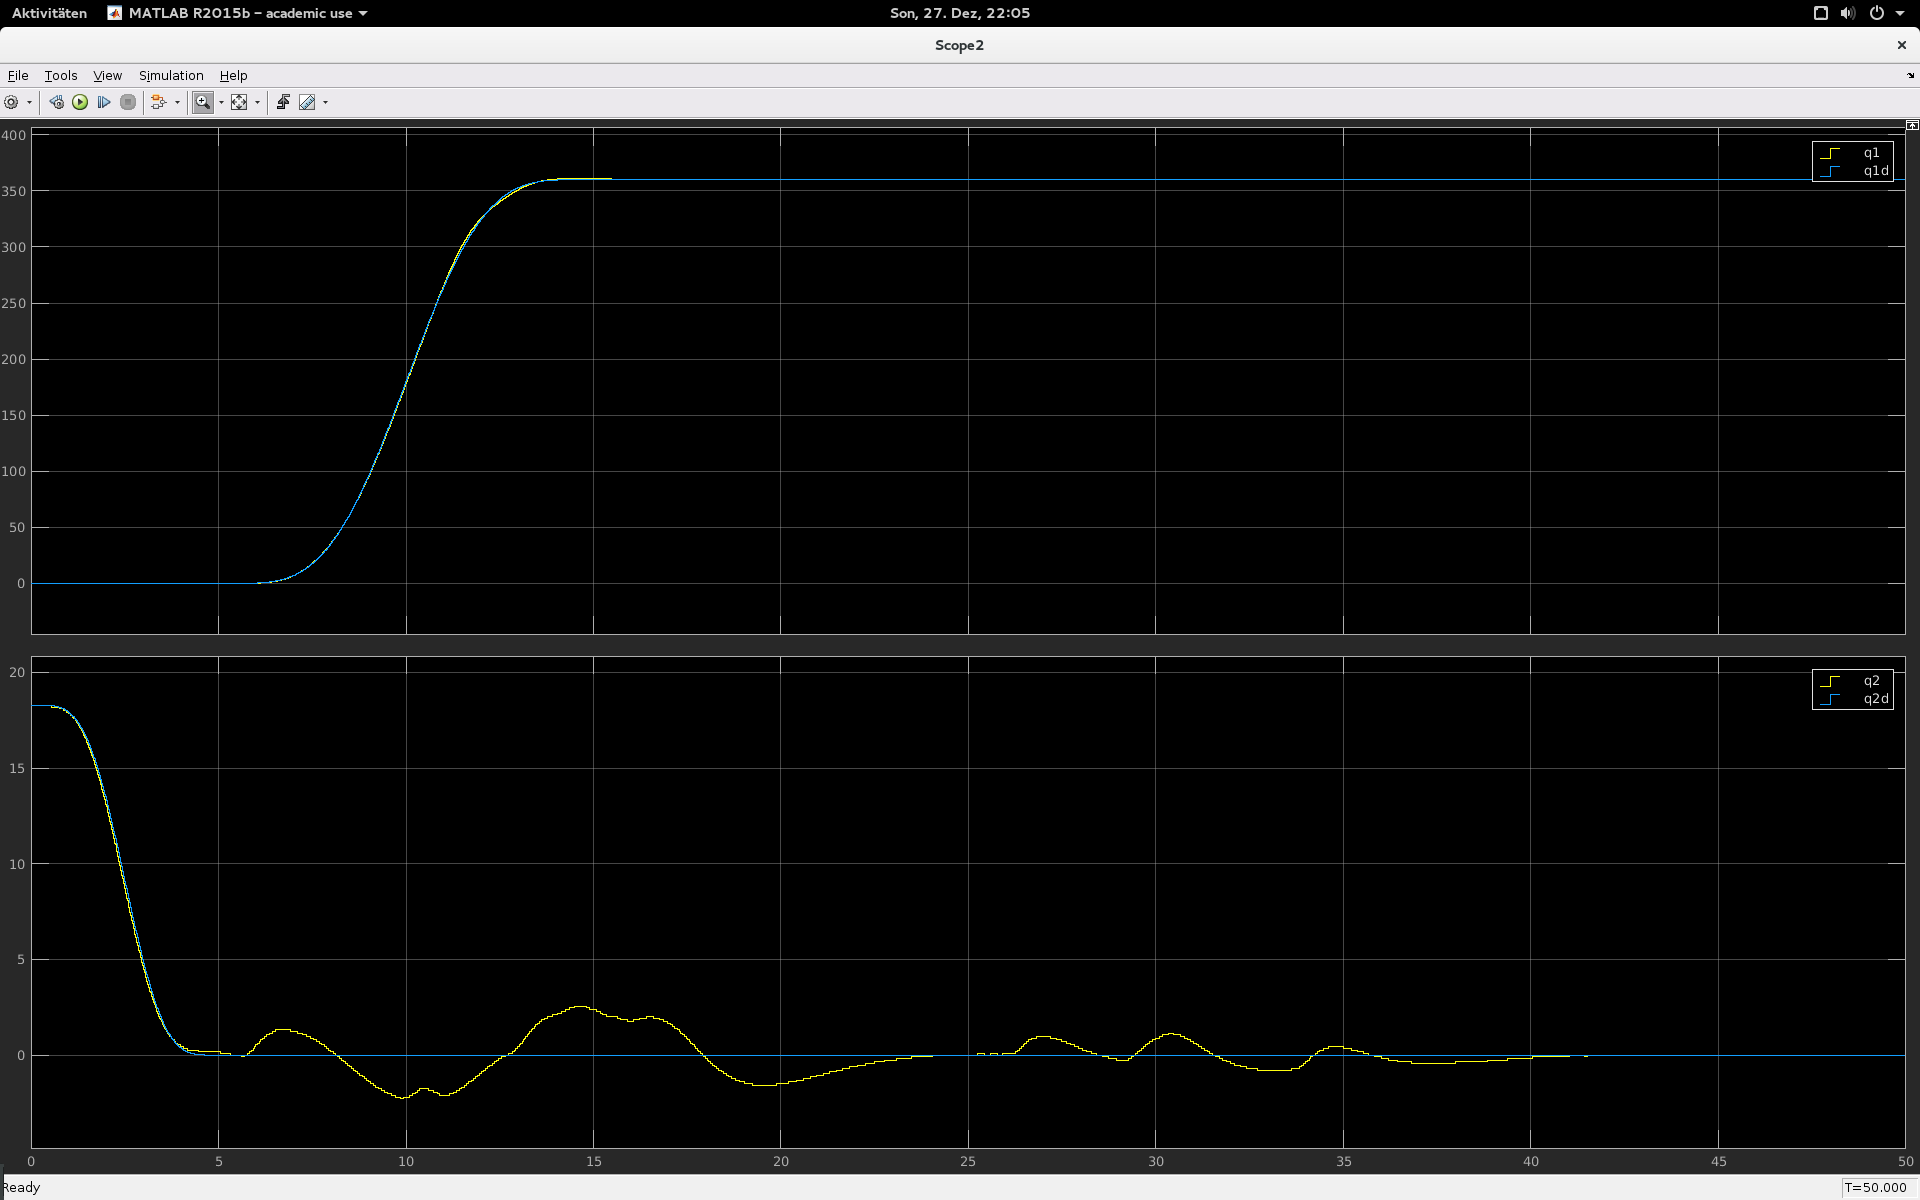 Aktivitäten MATLAB R2015b – academic use Son, 27. Dez, 22:05
Scope2
File Tools View Simulation Help
400
350
300
250
200
150
100
50
0
q1
q1d
20
15
10
5
0
q2
q2d
0 5 10 15 20 25 30 35 40 45 50
Ready T=50.000